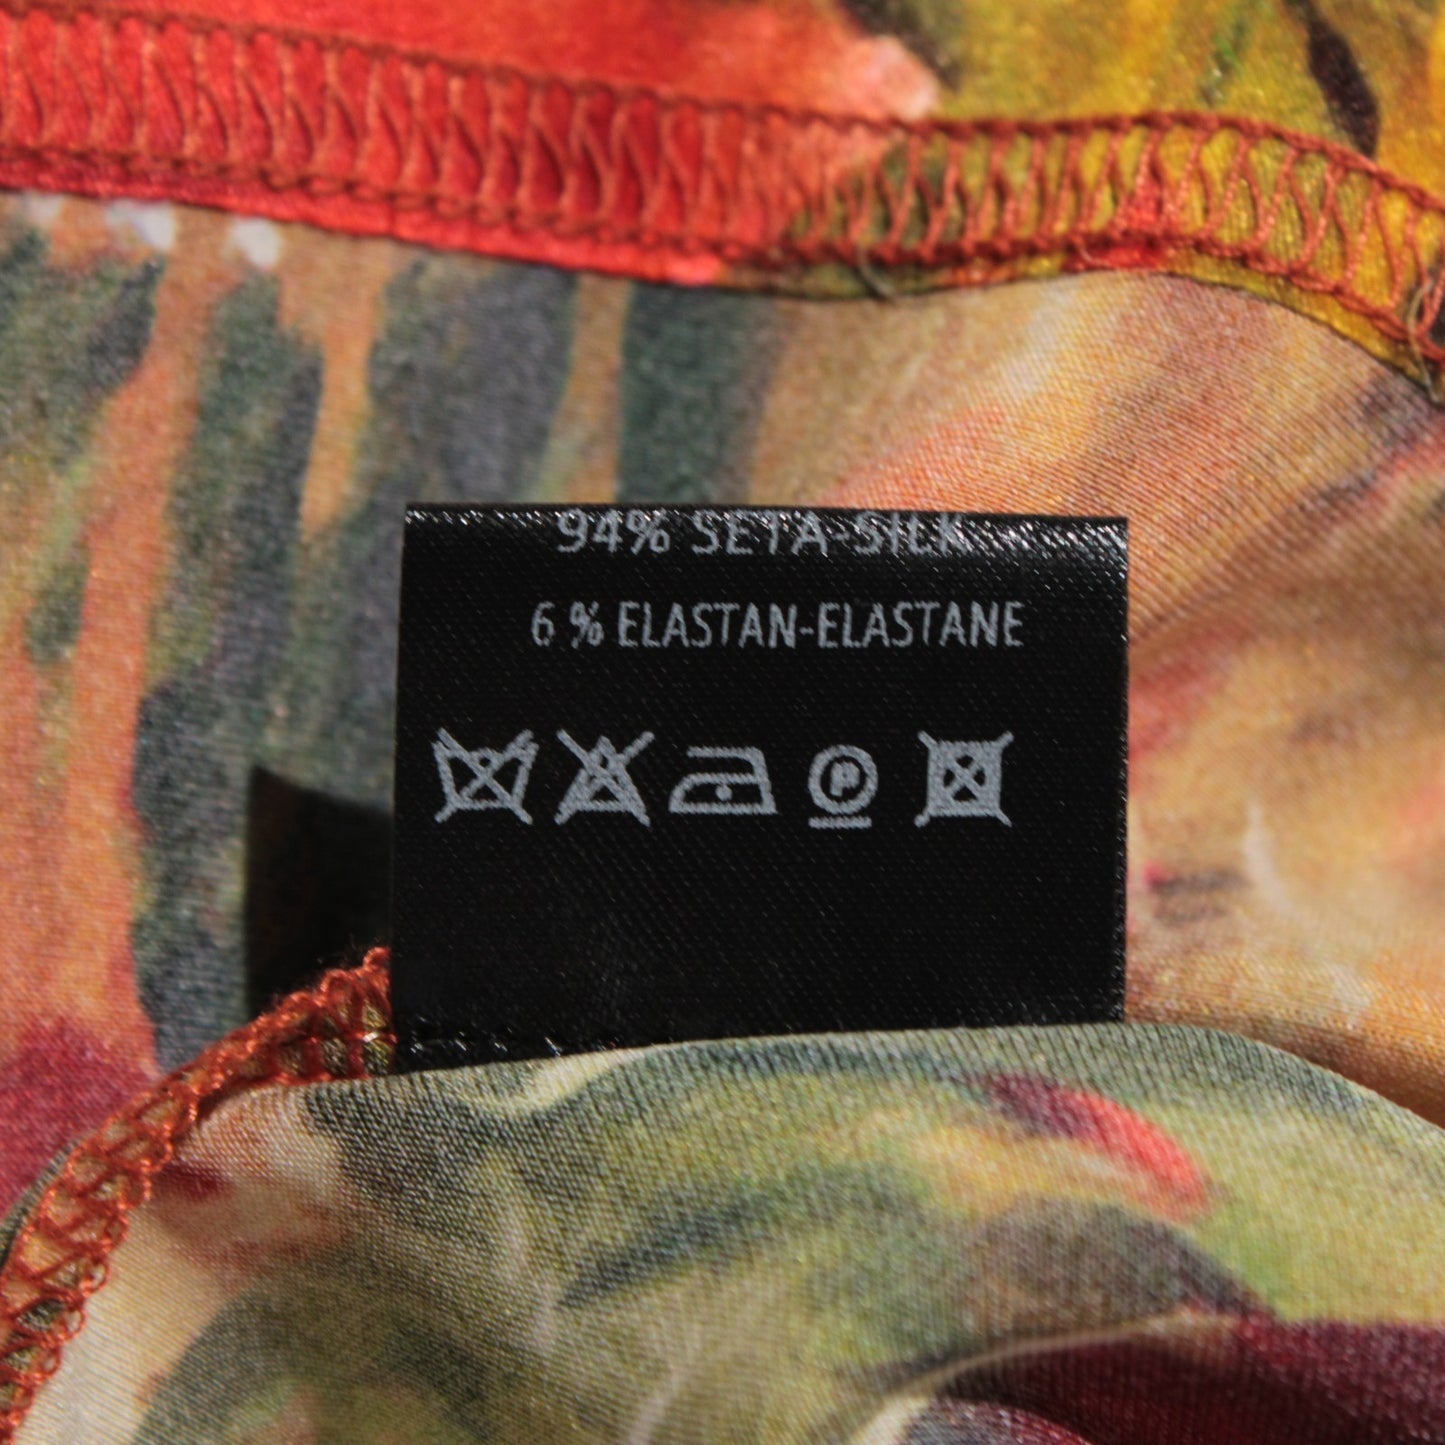 94% SETA-SILK
6 % ELASTAN-ELASTANE
P